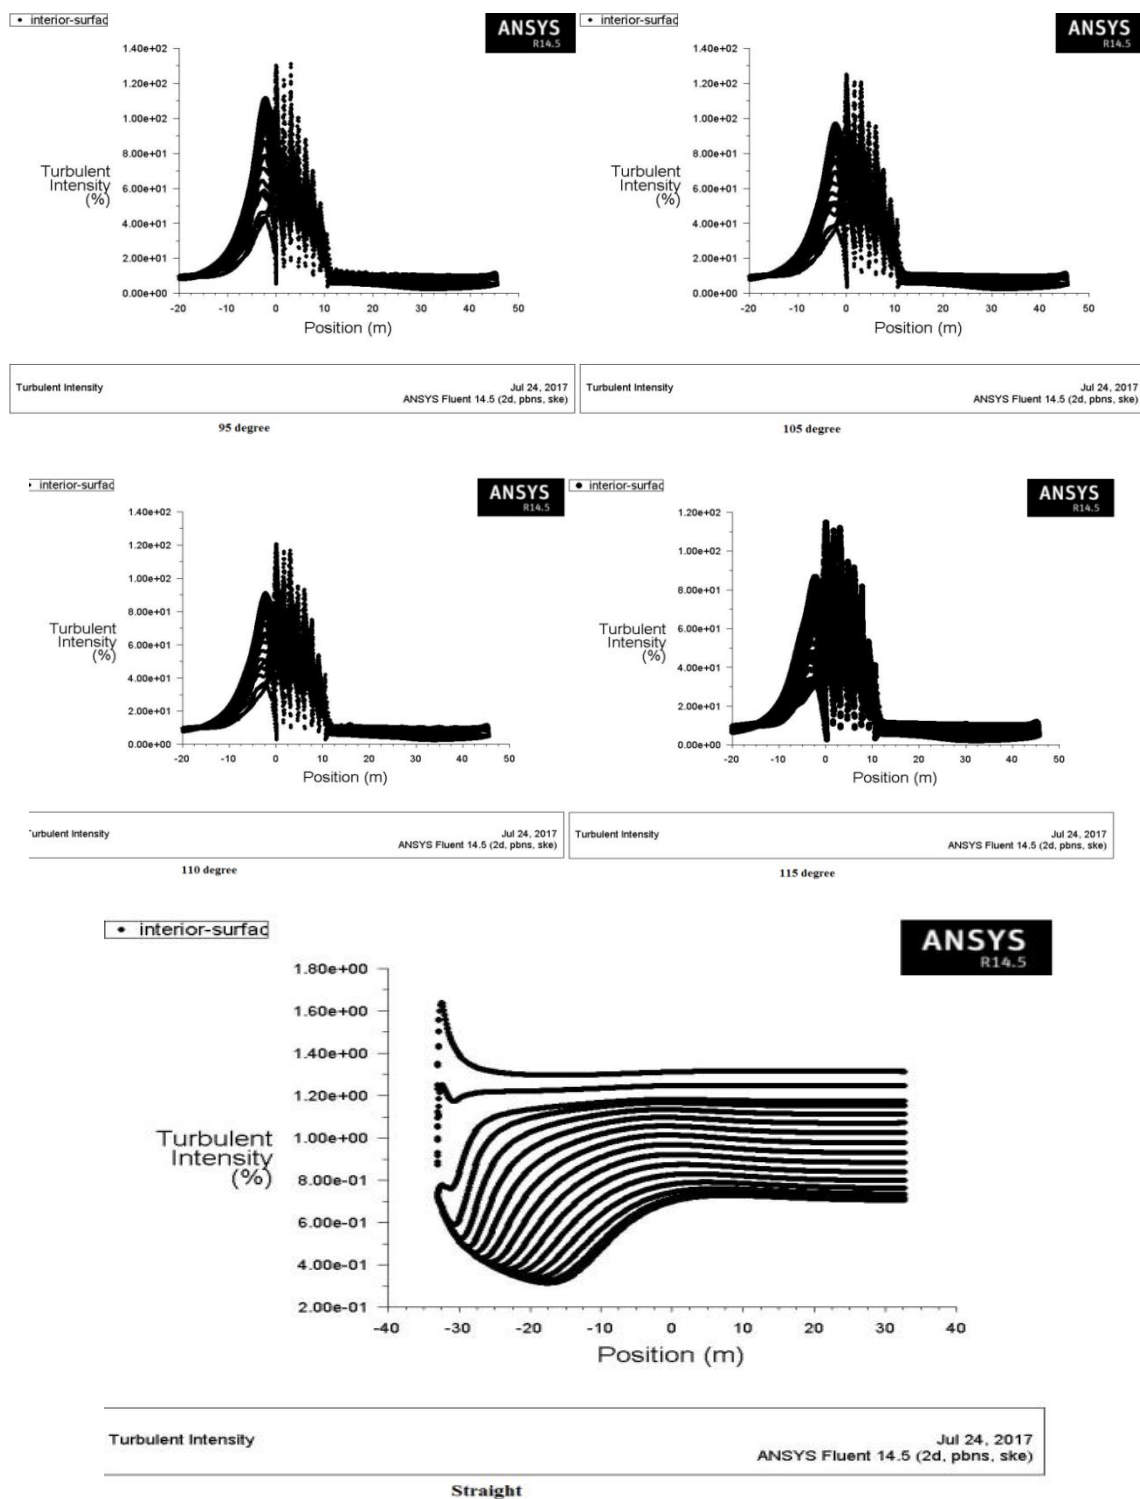 interior-surfac
ANSYS
R14.5
1.40e+02
1.20e+02
1.00e+02
8.00e+01
6.00e+01
4.00e+01
2.00e+01
0.00e+00
Turbulent
Intensity
(%)
-20 -10 0 10 20 30 40 50
Position (m)
Turbulent Intensity
Jul 24, 2017
ANSYS Fluent 14.5 (2d, pbns, ske)
95 degree
interior-surfac
ANSYS
R14.5
1.40e+02
1.20e+02
1.00e+02
8.00e+01
6.00e+01
4.00e+01
2.00e+01
0.00e+00
Turbulent
Intensity
(%)
-20 -10 0 10 20 30 40 50
Position (m)
Turbulent Intensity
Jul 24, 2017
ANSYS Fluent 14.5 (2d, pbns, ske)
105 degree
interior-surfac
ANSYS
R14.5
1.40e+02
1.20e+02
1.00e+02
8.00e+01
6.00e+01
4.00e+01
2.00e+01
0.00e+00
Turbulent
Intensity
(%)
-20 -10 0 10 20 30 40 50
Position (m)
Turbulent Intensity
Jul 24, 2017
ANSYS Fluent 14.5 (2d, pbns, ske)
110 degree
interior-surfac
ANSYS
R14.5
1.20e+02
1.00e+02
8.00e+01
6.00e+01
4.00e+01
2.00e+01
0.00e+00
Turbulent
Intensity
(%)
-20 -10 0 10 20 30 40 50
Position (m)
Turbulent Intensity
Jul 24, 2017
ANSYS Fluent 14.5 (2d, pbns, ske)
115 degree
interior-surfac
ANSYS
R14.5
1.80e+00
1.60e+00
1.40e+00
1.20e+00
1.00e+00
8.00e-01
6.00e-01
4.00e-01
2.00e-01
Turbulent
Intensity
(%)
-40 -30 -20 -10 0 10 20 30 40
Position (m)
Turbulent Intensity
Jul 24, 2017
ANSYS Fluent 14.5 (2d, pbns, ske)
Straight